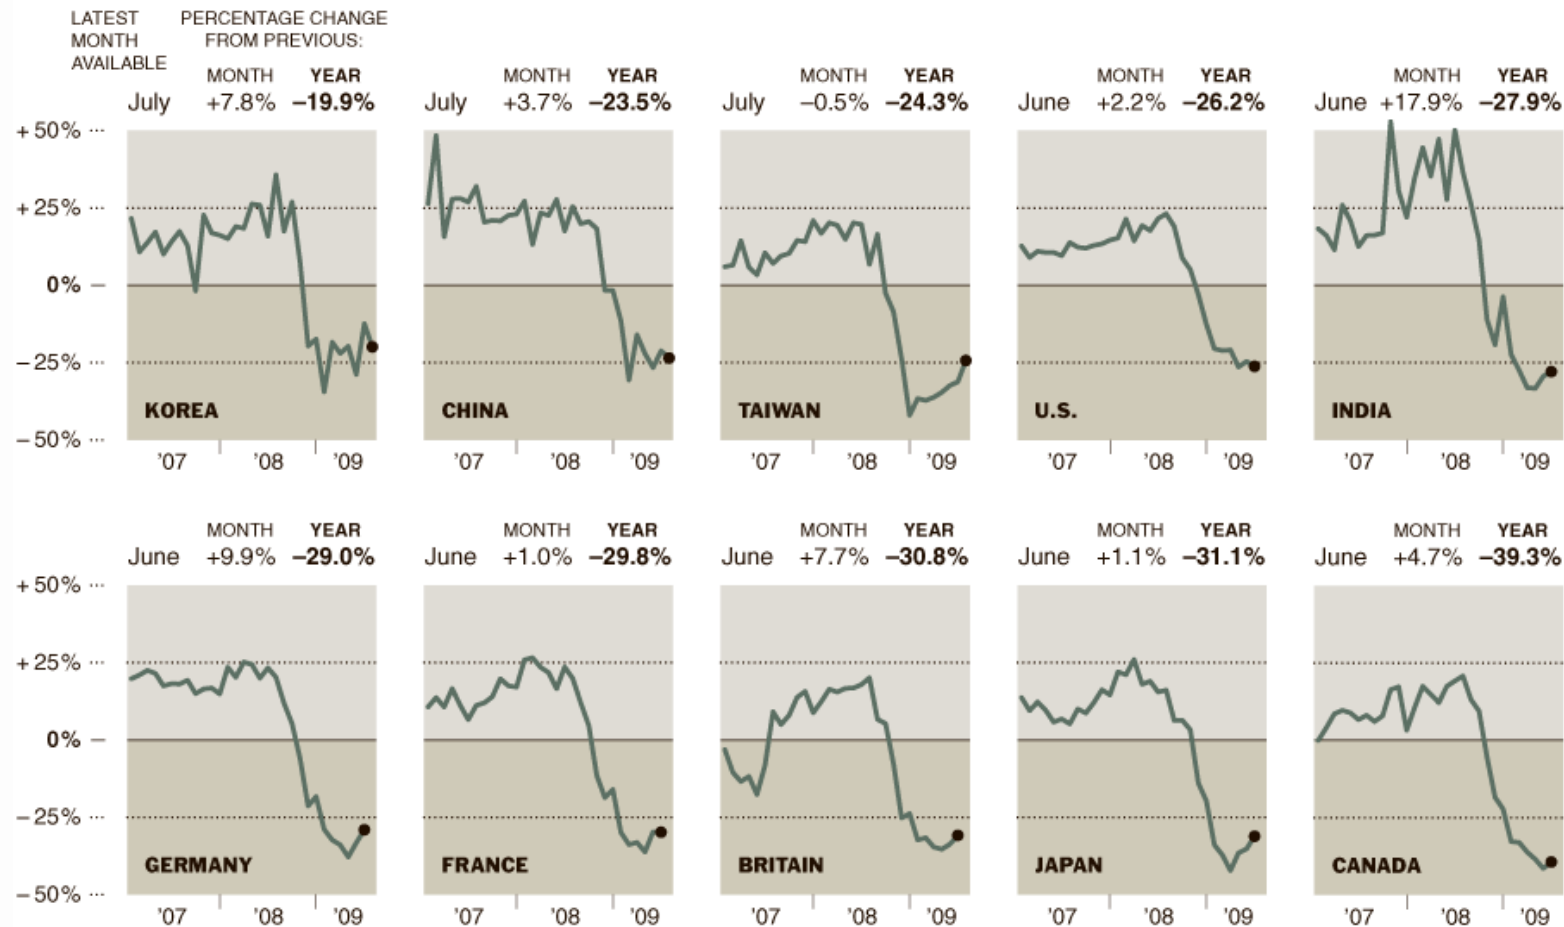 LATEST MONTH AVAILABLE
PERCENTAGE CHANGE FROM PREVIOUS:
MONTH YEAR
July +7.8% –19.9%
MONTH YEAR
July +3.7% –23.5%
MONTH YEAR
July –0.5% –24.3%
MONTH YEAR
June +2.2% –26.2%
MONTH YEAR
June +17.9% –27.9%
+50%
+25%
0%
–25%
–50%
KOREA
CHINA
TAIWAN
U.S.
INDIA
'07 '08 '09
'07 '08 '09
'07 '08 '09
'07 '08 '09
'07 '08 '09
MONTH YEAR
June +9.9% –29.0%
MONTH YEAR
June +1.0% –29.8%
MONTH YEAR
June +7.7% –30.8%
MONTH YEAR
June +1.1% –31.1%
MONTH YEAR
June +4.7% –39.3%
+50%
+25%
0%
–25%
–50%
GERMANY
FRANCE
BRITAIN
JAPAN
CANADA
'07 '08 '09
'07 '08 '09
'07 '08 '09
'07 '08 '09
'07 '08 '09